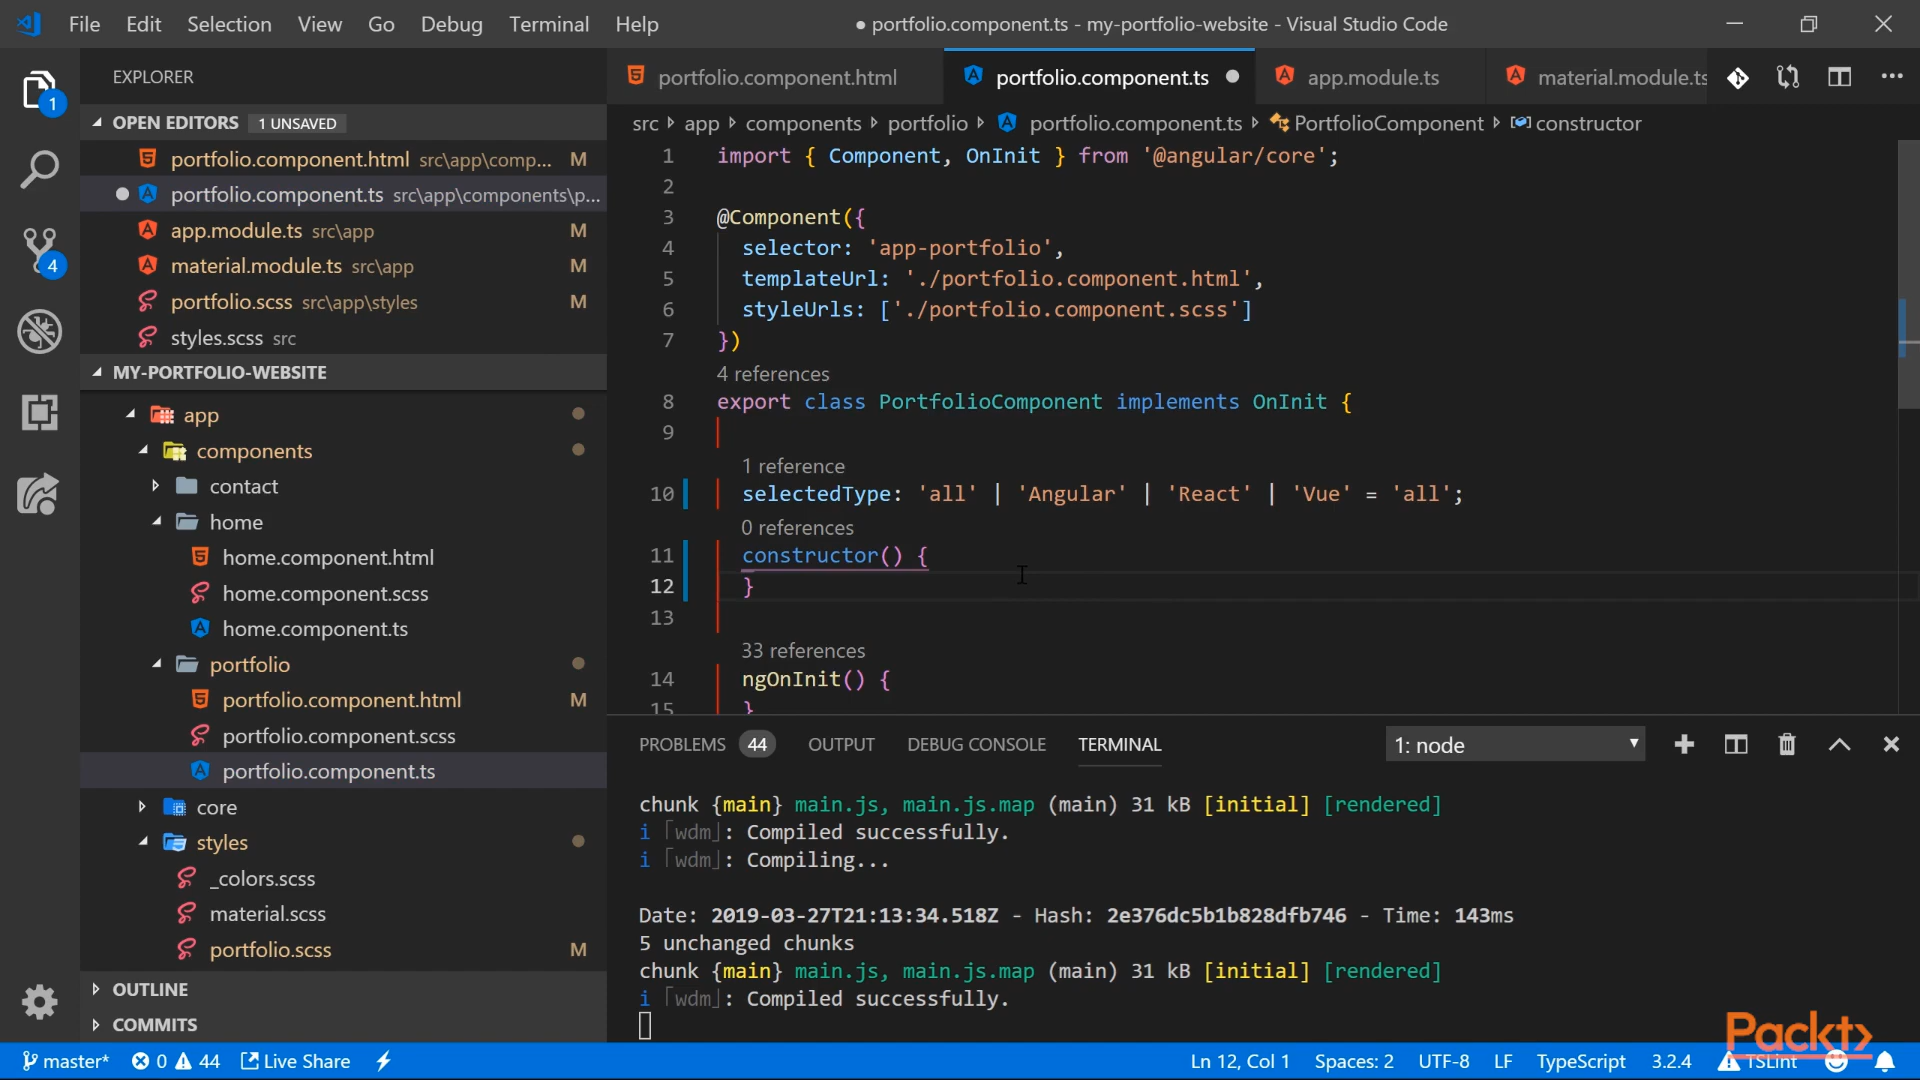 File Edit Selection View Go Debug Terminal Help
● portfolio.component.ts - my-portfolio-website - Visual Studio Code
EXPLORER
OPEN EDITORS 1 UNSAVED
portfolio.component.html src\app\comp... M
portfolio.component.ts src\app\components\p...
app.module.ts src\app M
material.module.ts src\app M
portfolio.scss src\app\styles M
styles.scss src
MY-PORTFOLIO-WEBSITE
app
components
contact
home
home.component.html
home.component.scss
home.component.ts
portfolio
portfolio.component.html M
portfolio.component.scss
portfolio.component.ts
core
styles
_colors.scss
material.scss
portfolio.scss M
OUTLINE
COMMITS
1
4
portfolio.component.html portfolio.component.ts app.module.ts material.module.ts
src app components portfolio portfolio.component.ts PortfolioComponent constructor
1 import { Component, OnInit } from '@angular/core';
2
3 @Component({
4 selector: 'app-portfolio',
5 templateUrl: './portfolio.component.html',
6 styleUrls: ['./portfolio.component.scss']
7 })
4 references
8 export class PortfolioComponent implements OnInit {
9
1 reference
10 selectedType: 'all' | 'Angular' | 'React' | 'Vue' = 'all';
0 references
11 constructor() {
12 }
13
33 references
14 ngOnInit() {
15 }
PROBLEMS 44 OUTPUT DEBUG CONSOLE TERMINAL 1: node
chunk {main} main.js, main.js.map (main) 31 kB [initial] [rendered]
i ｢wdm｣: Compiled successfully.
i ｢wdm｣: Compiling...
Date: 2019-03-27T21:13:34.518Z - Hash: 2e376dc5b1b828dfb746 - Time: 143ms
5 unchanged chunks
chunk {main} main.js, main.js.map (main) 31 kB [initial] [rendered]
i ｢wdm｣: Compiled successfully.
Packt>
master* 0 44 Live Share Ln 12, Col 1 Spaces: 2 UTF-8 LF TypeScript 3.2.4 TSLint